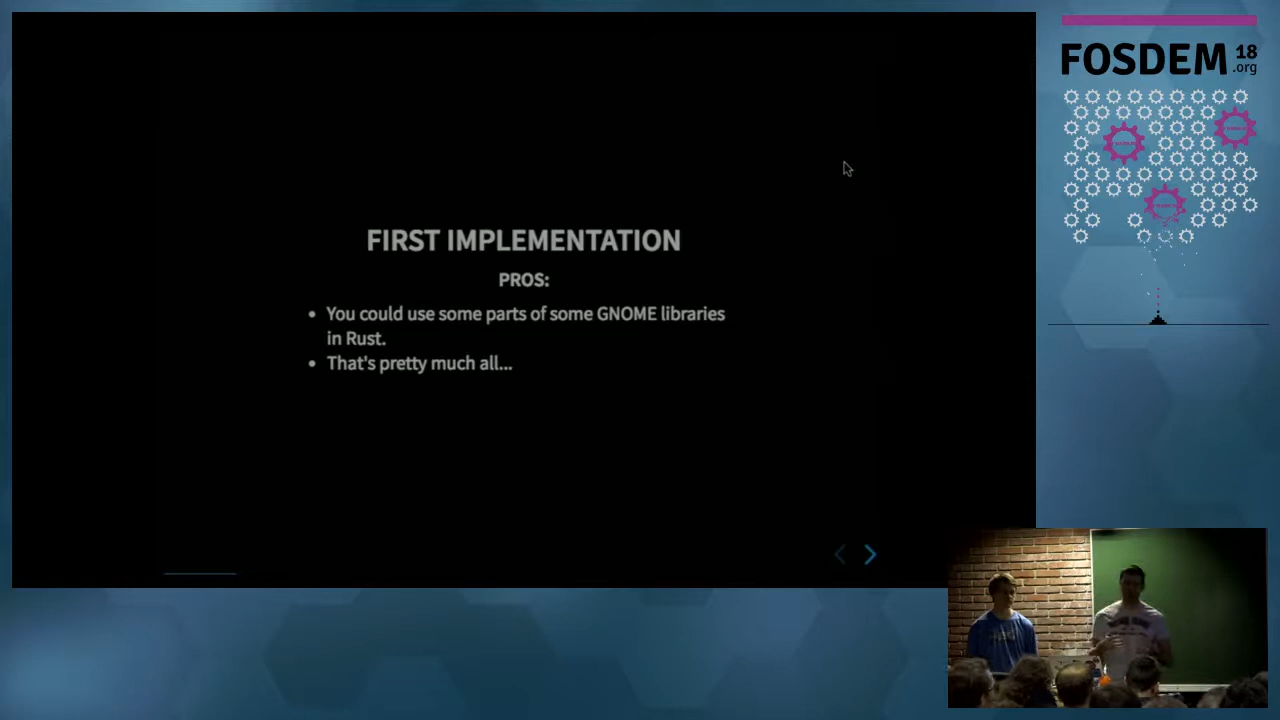 FOSDEM 18
.org
FIRST IMPLEMENTATION
PROS:
• You could use some parts of some GNOME libraries
in Rust.
• That's pretty much all...